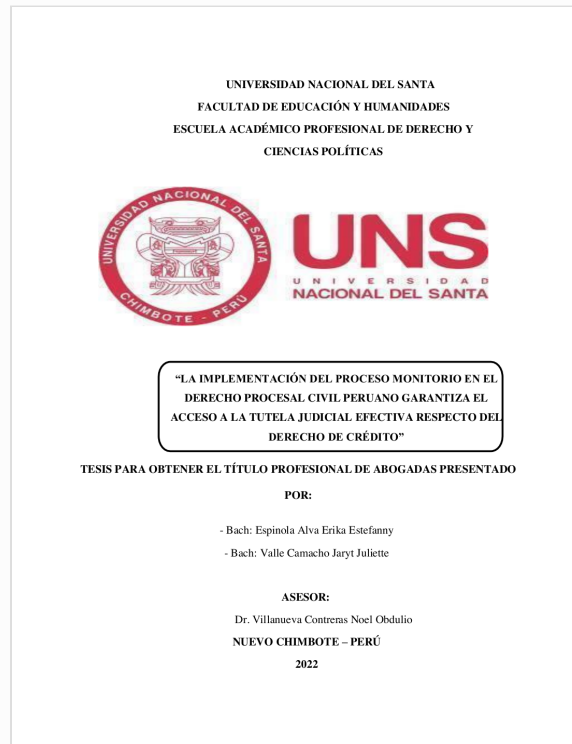 UNIVERSIDAD NACIONAL DEL SANTA
FACULTAD DE EDUCACIÓN Y HUMANIDADES
ESCUELA ACADÉMICO PROFESIONAL DE DERECHO Y
CIENCIAS POLÍTICAS
UNIVERSIDAD NACIONAL DEL SANTA
CHIMBOTE - PERÚ
UNS
UNIVERSIDAD
NACIONAL DEL SANTA
“LA IMPLEMENTACIÓN DEL PROCESO MONITORIO EN EL
DERECHO PROCESAL CIVIL PERUANO GARANTIZA EL
ACCESO A LA TUTELA JUDICIAL EFECTIVA RESPECTO DEL
DERECHO DE CRÉDITO”
TESIS PARA OBTENER EL TÍTULO PROFESIONAL DE ABOGADAS PRESENTADO
POR:
- Bach: Espinola Alva Erika Estefanny
- Bach: Valle Camacho Jaryt Juliette
ASESOR:
Dr. Villanueva Contreras Noel Obdulio
NUEVO CHIMBOTE – PERÚ
2022